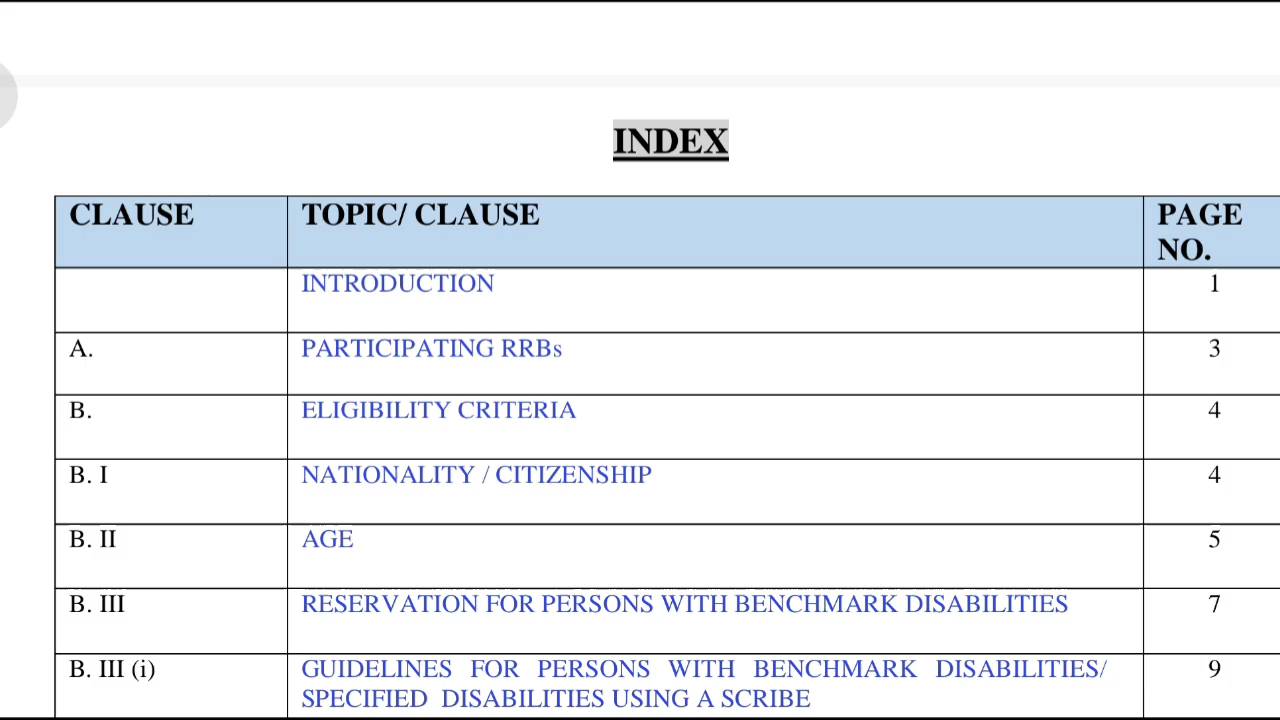 INDEX
CLAUSE TOPIC/ CLAUSE PAGE NO.
INTRODUCTION 1
A. PARTICIPATING RRBs 3
B. ELIGIBILITY CRITERIA 4
B. I NATIONALITY / CITIZENSHIP 4
B. II AGE 5
B. III RESERVATION FOR PERSONS WITH BENCHMARK DISABILITIES 7
B. III (i) GUIDELINES FOR PERSONS WITH BENCHMARK DISABILITIES/ 9
SPECIFIED DISABILITIES USING A SCRIBE